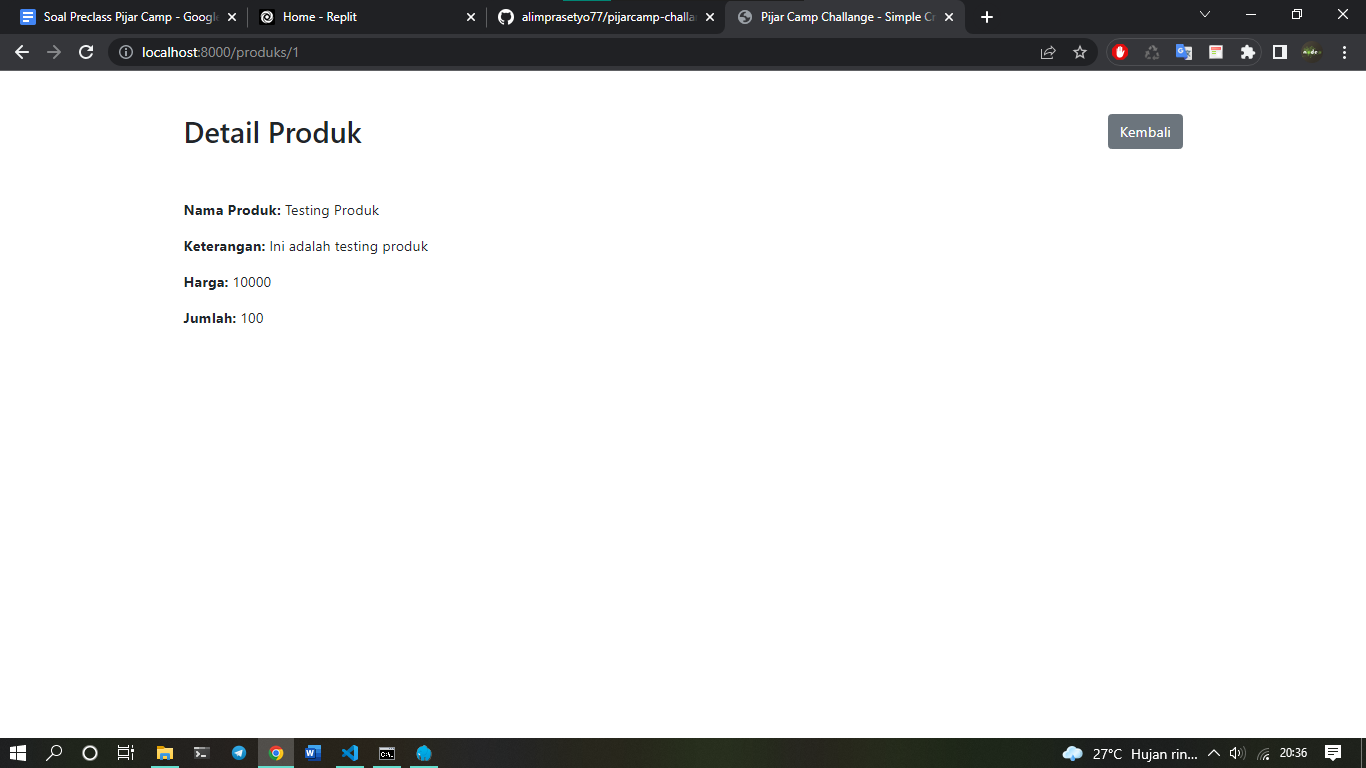 Soal Preclass Pijar Camp - Googl
Home - Replit
alimprasetyo77/pijarcamp-challa
Pijar Camp Challange - Simple Cr
localhost:8000/produks/1
Detail Produk
Kembali
Nama Produk: Testing Produk
Keterangan: Ini adalah testing produk
Harga: 10000
Jumlah: 100
27°C Hujan rin...
20:36